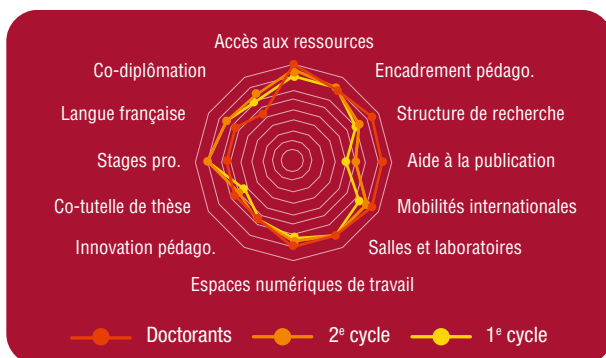 Accès aux ressources
Co-diplômation
Encadrement pédago.
Langue française
Structure de recherche
Stages pro.
Aide à la publication
Co-tutelle de thèse
Mobilités internationales
Innovation pédago.
Salles et laboratoires
Espaces numériques de travail
Doctorants 2e cycle 1e cycle